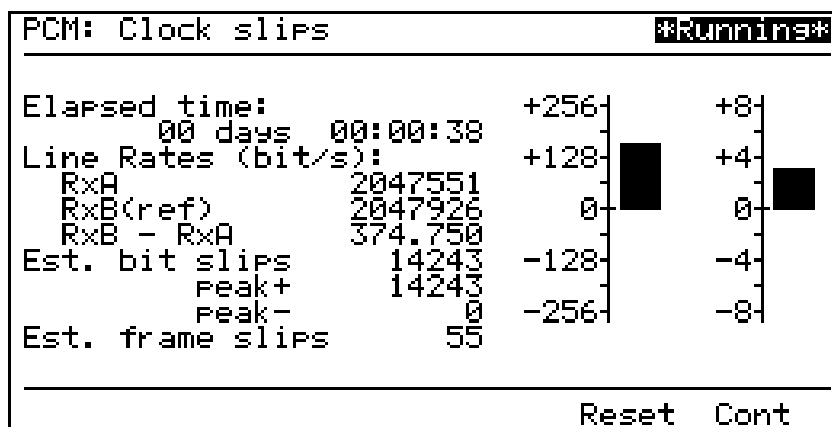 PCM: Clock slips *Running*
Elapsed time:
00 days 00:00:38
Line Rates (bit/s):
RxA 2047551
RxB(ref) 2047926
RxB - RxA 374.750
Est. bit slips 14243
peak+ 14243
peak- 0
Est. frame slips 55
+256 +8
+128 +4
0 0
-128 -4
-256 -8
Reset Cont